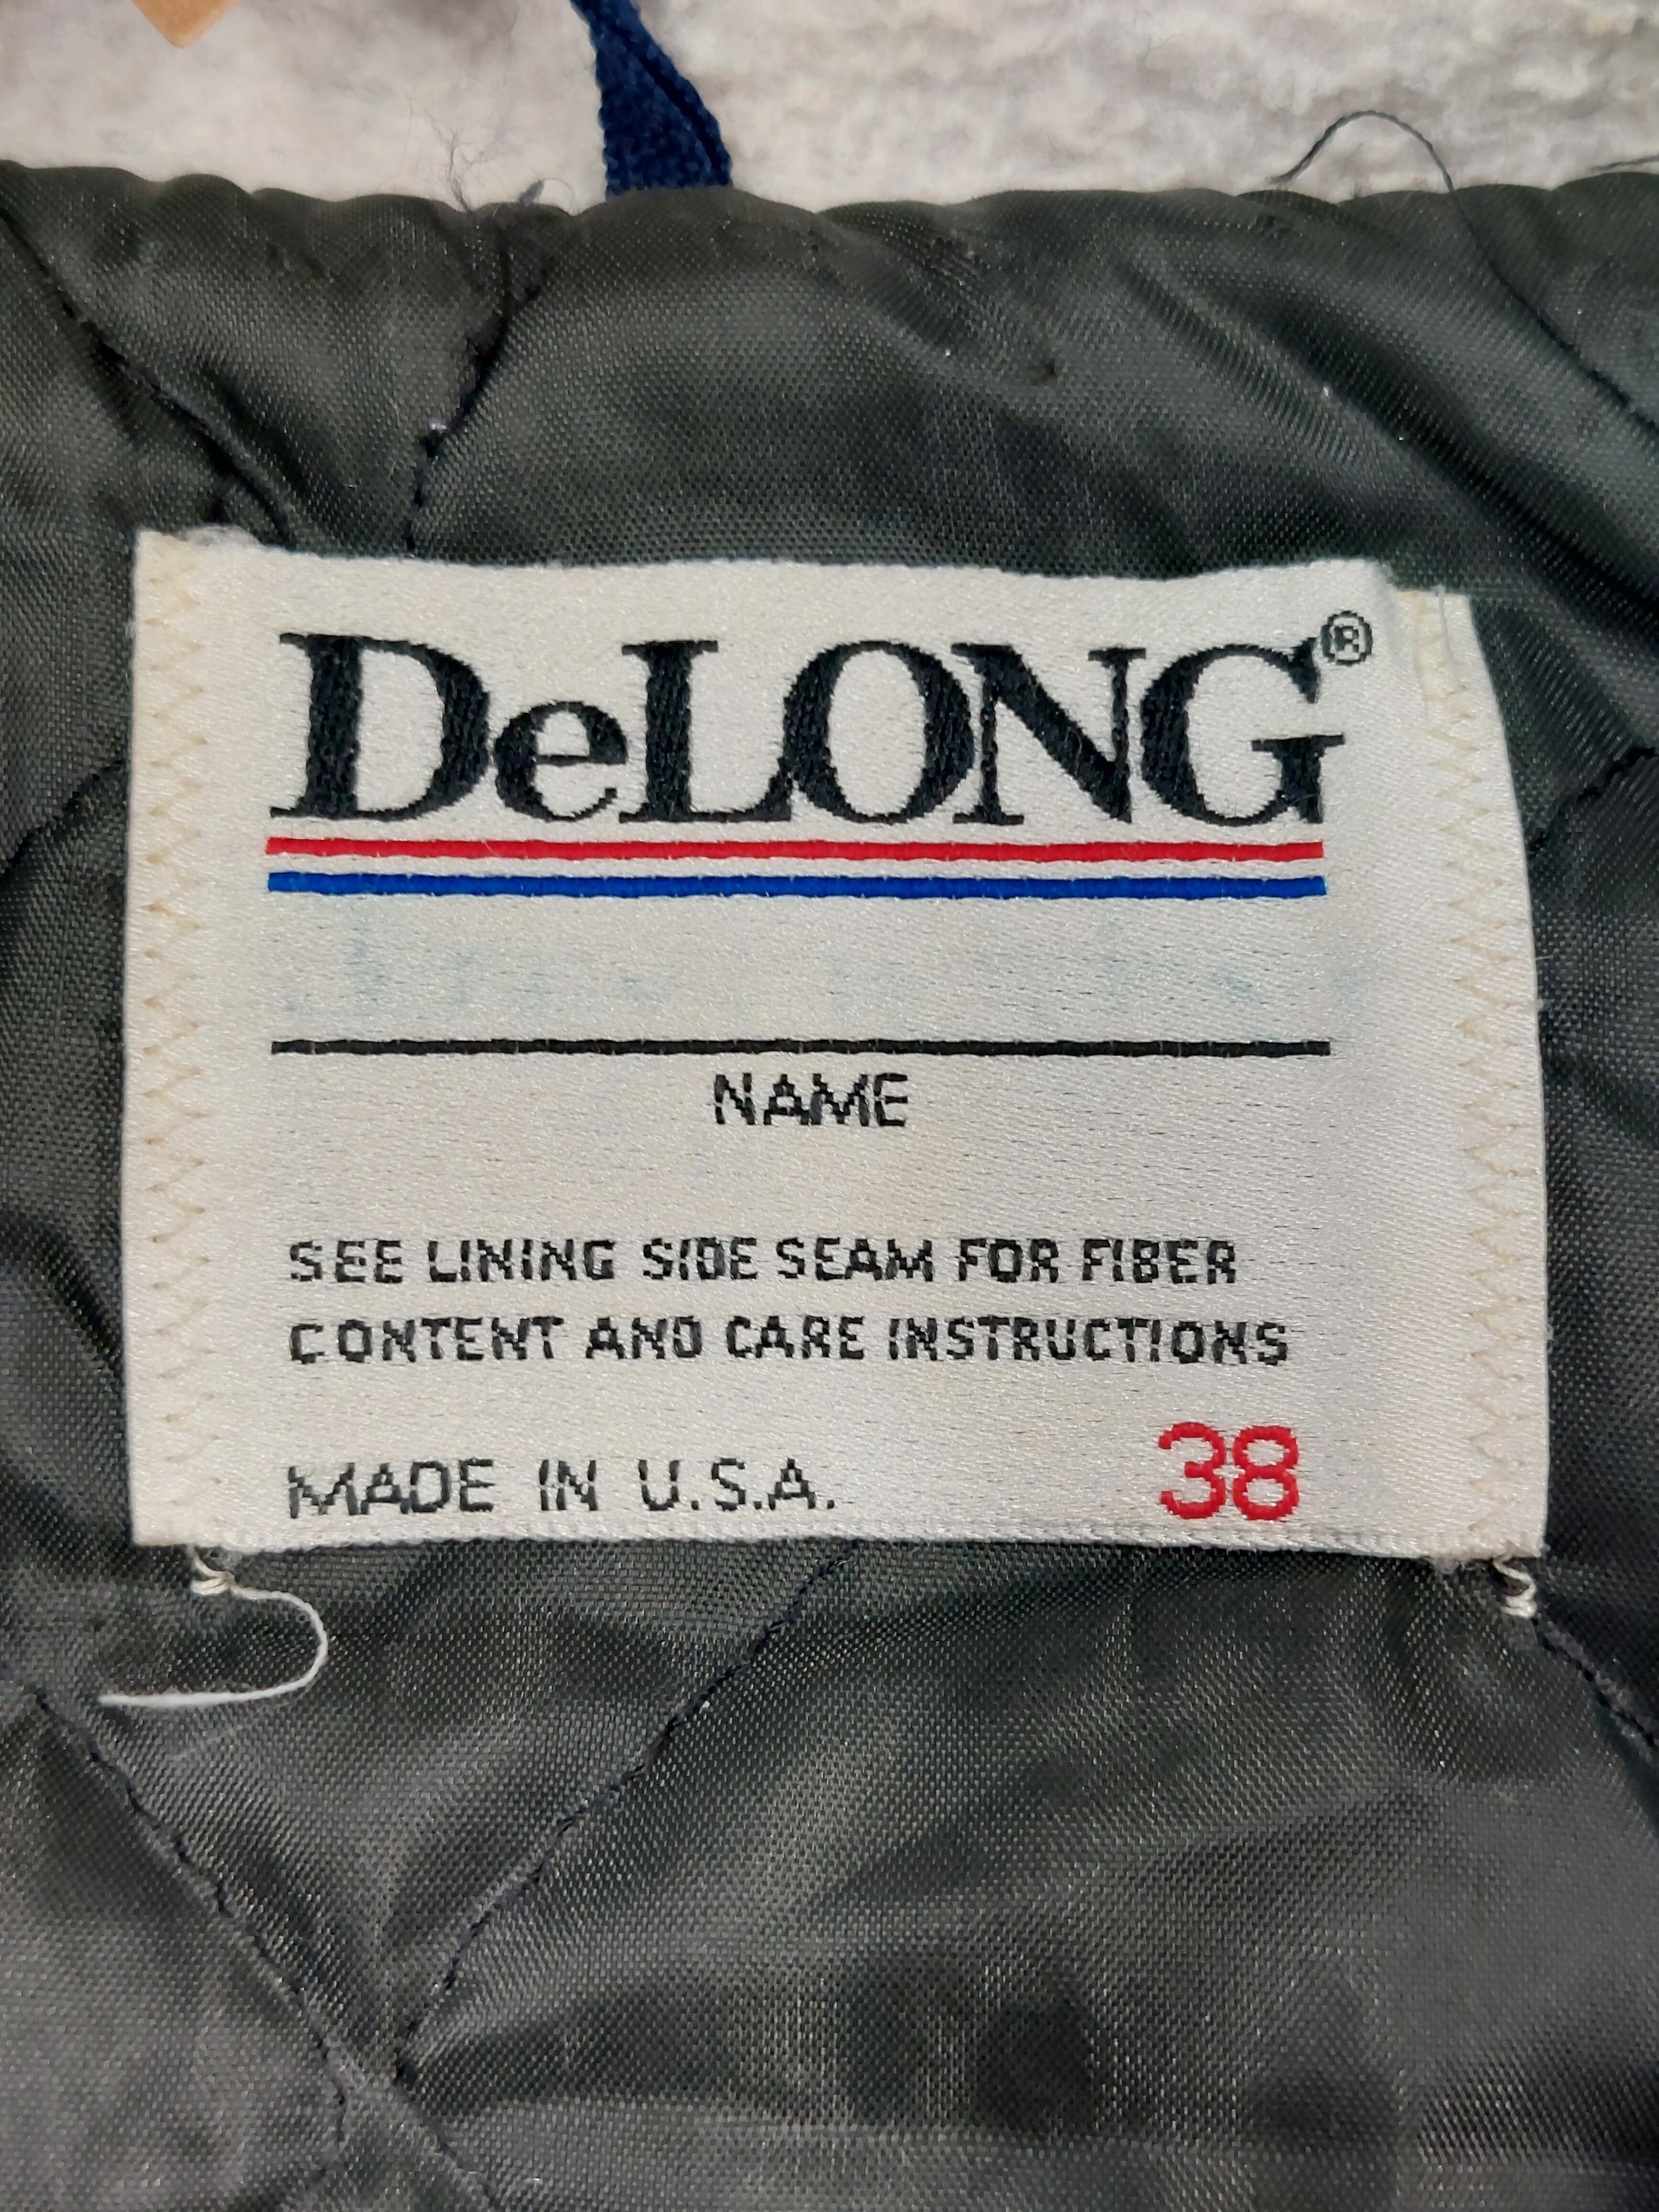 DeLONG®
NAME
SEE LINING SIDE SEAM FOR FIBER
CONTENT AND CARE INSTRUCTIONS
MADE IN U.S.A. 38